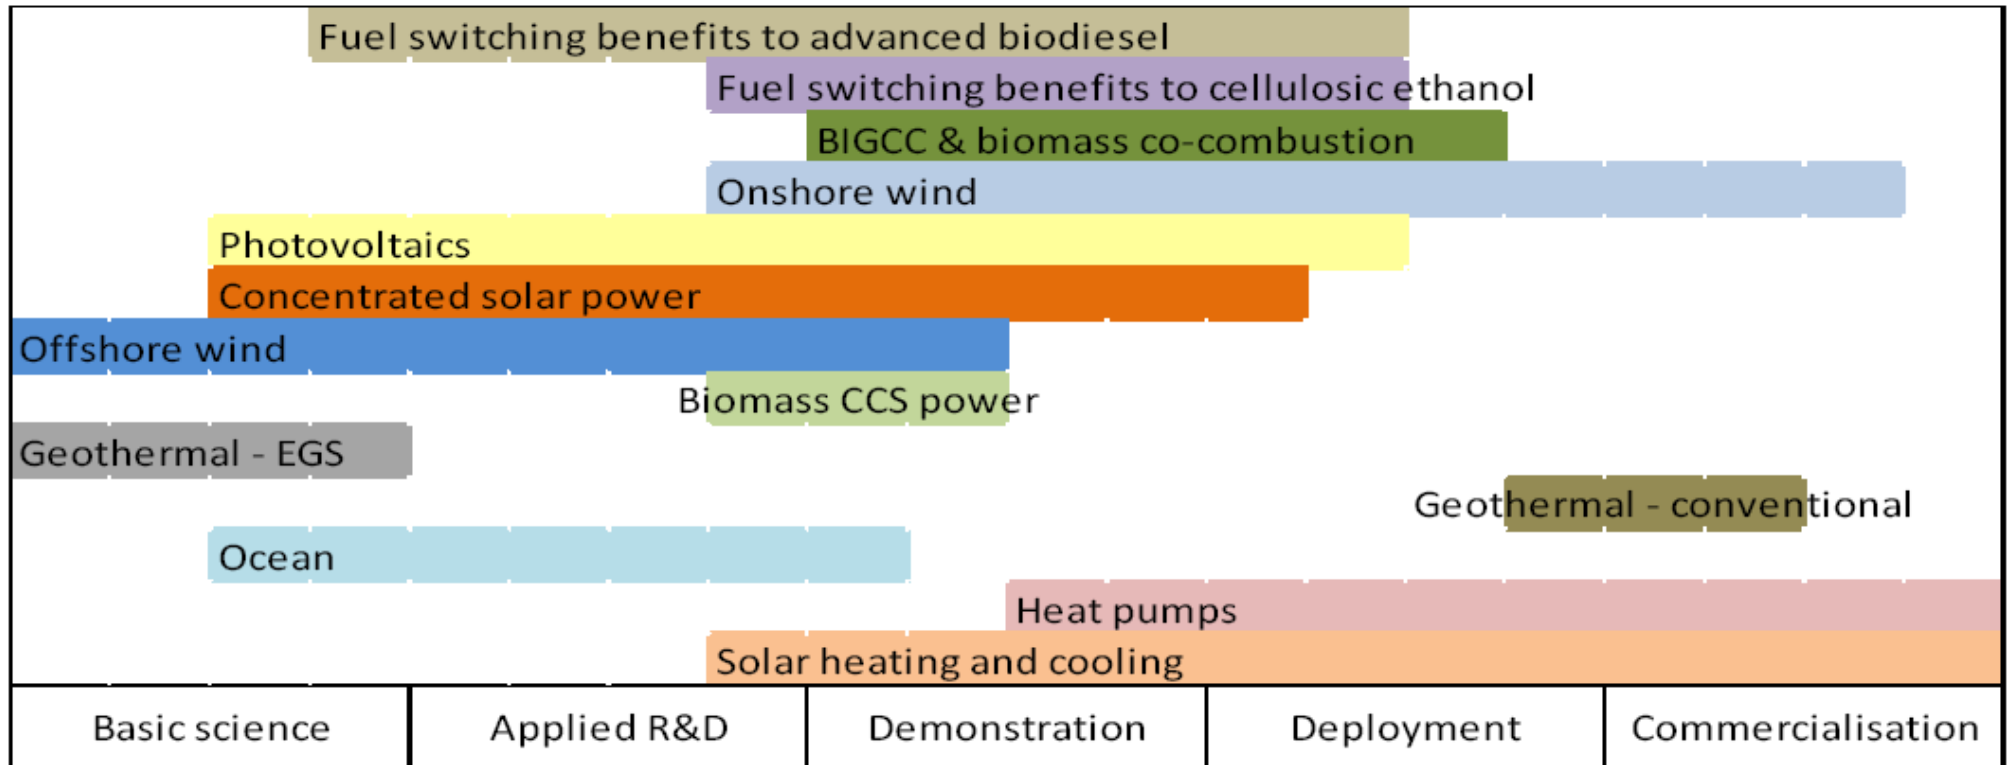 Fuel switching benefits to advanced biodiesel
Fuel switching benefits to cellulosic ethanol
BIGCC & biomass co-combustion
Onshore wind
Photovoltaics
Concentrated solar power
Offshore wind
Biomass CCS power
Geothermal - EGS
Geothermal - conventional
Ocean
Heat pumps
Solar heating and cooling
Basic science Applied R&D Demonstration Deployment Commercialisation